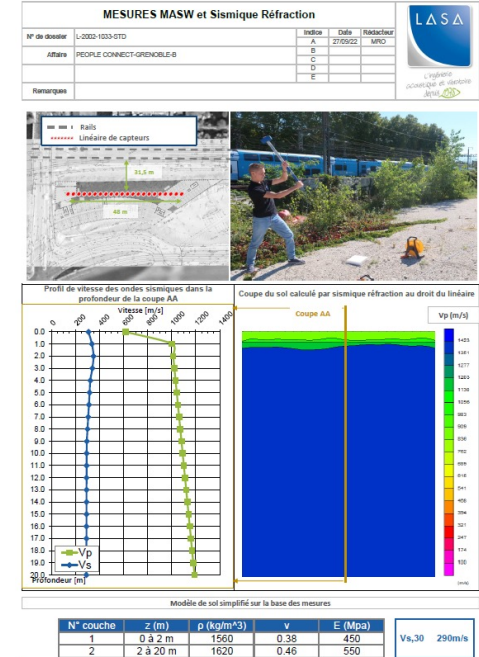 MESURES MASW et Sismique Réfraction
N° de dossier L-2002-1533-STD
Indice Date Rédacteur
A 27/09/22 MRO
B
Affaire PEOPLE CONNECT-GRENOBLE-B
C
D
E
Remarques
LASA
L'ingénierie
acoustique et vibratoire
depuis
Rails
Linéaire de capteurs
31,5 m
48 m
Profil de vitesse des ondes sismiques dans la
profondeur de la coupe AA
Coupe du sol calculé par sismique réfraction au droit du linéaire
Vitesse [m/s]
0 200 400 600 800 1000 1200 1400
0.0
1.0
2.0
3.0
4.0
5.0
6.0
7.0
8.0
9.0
10.0
11.0
12.0
13.0
14.0
15.0
16.0
17.0
18.0
19.0
20.0
Vp
Vs
Profondeur [m]
Coupe AA
Vp (m/s)
Modèle de sol simplifié sur la base des mesures
N° couche z (m) ρ (kg/m^3) ν E (Mpa)
1 0 à 2 m 1560 0.38 450
2 2 à 20 m 1620 0.46 550
Vs,30 290m/s